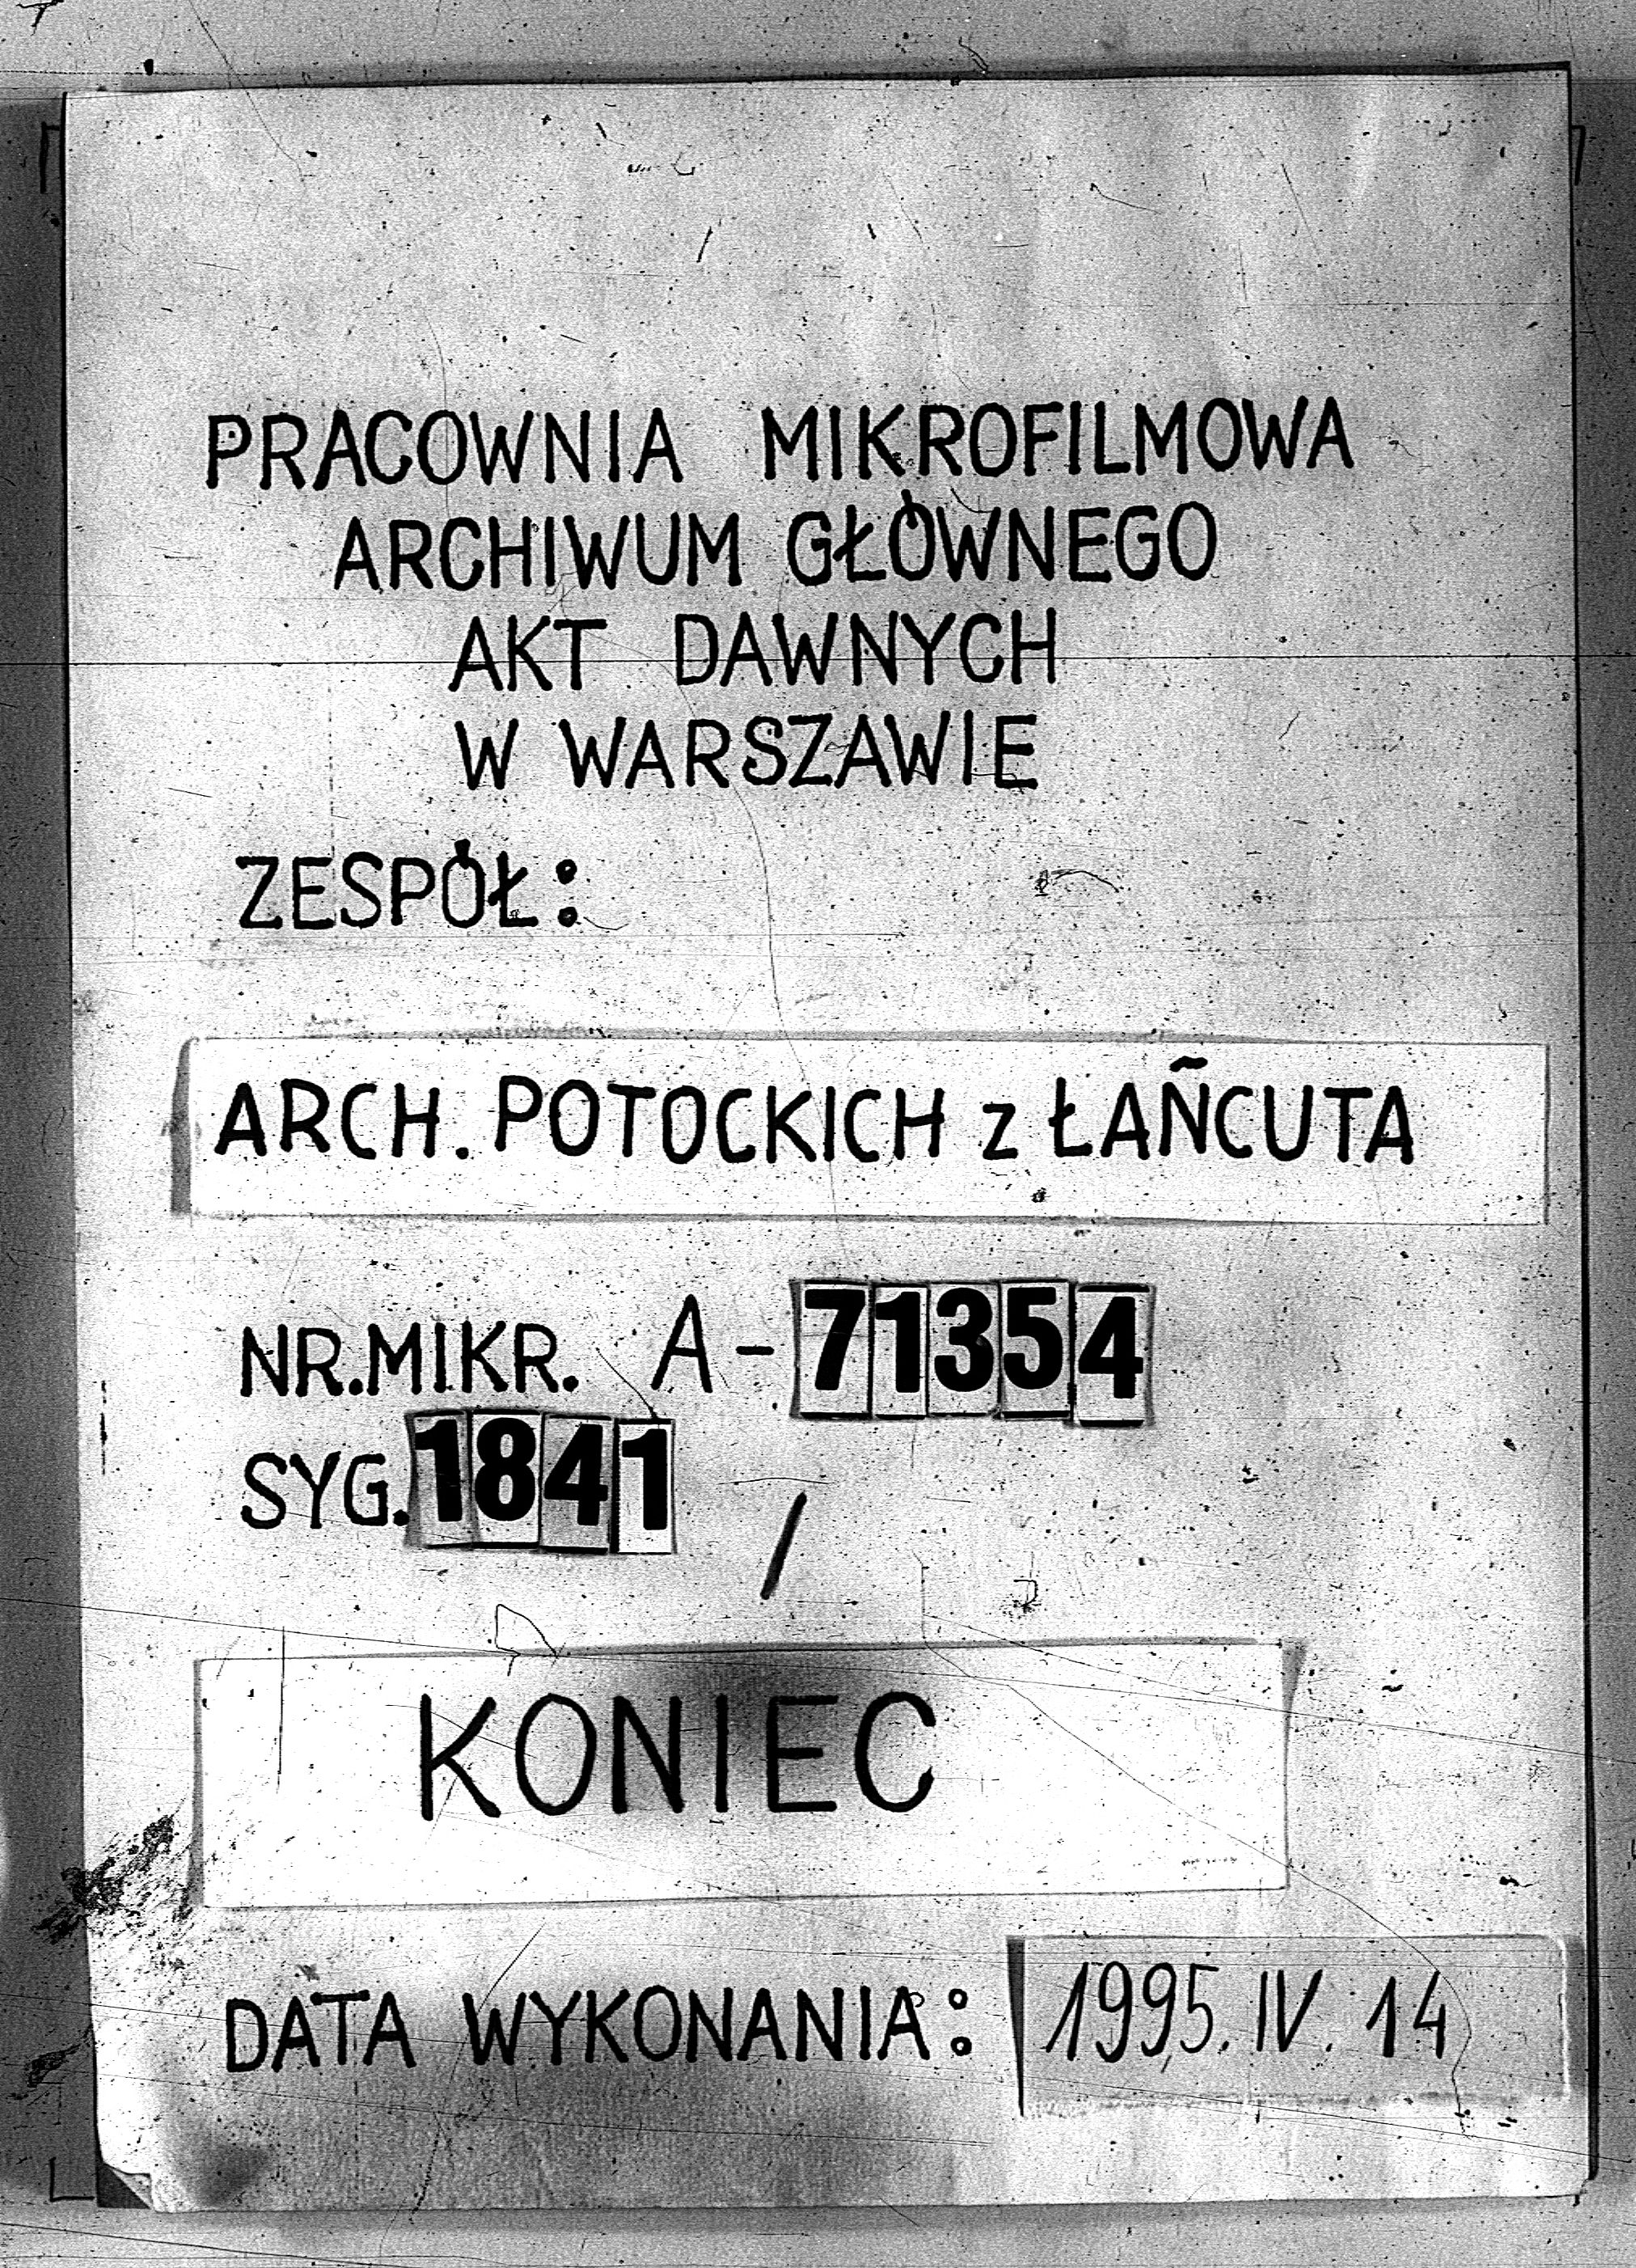 PRACOWNIA MIKROFILMOWA
ARCHIWUM GŁÓWNEGO
AKT DAWNYCH
W WARSZAWIE
ZESPÓŁ:
ARCH. POTOCKICH z ŁAŃCUTA
NR.MIKR. A-71354
SYG.1841 /
KONIEC
DATA WYKONANIA: 1995.IV.14